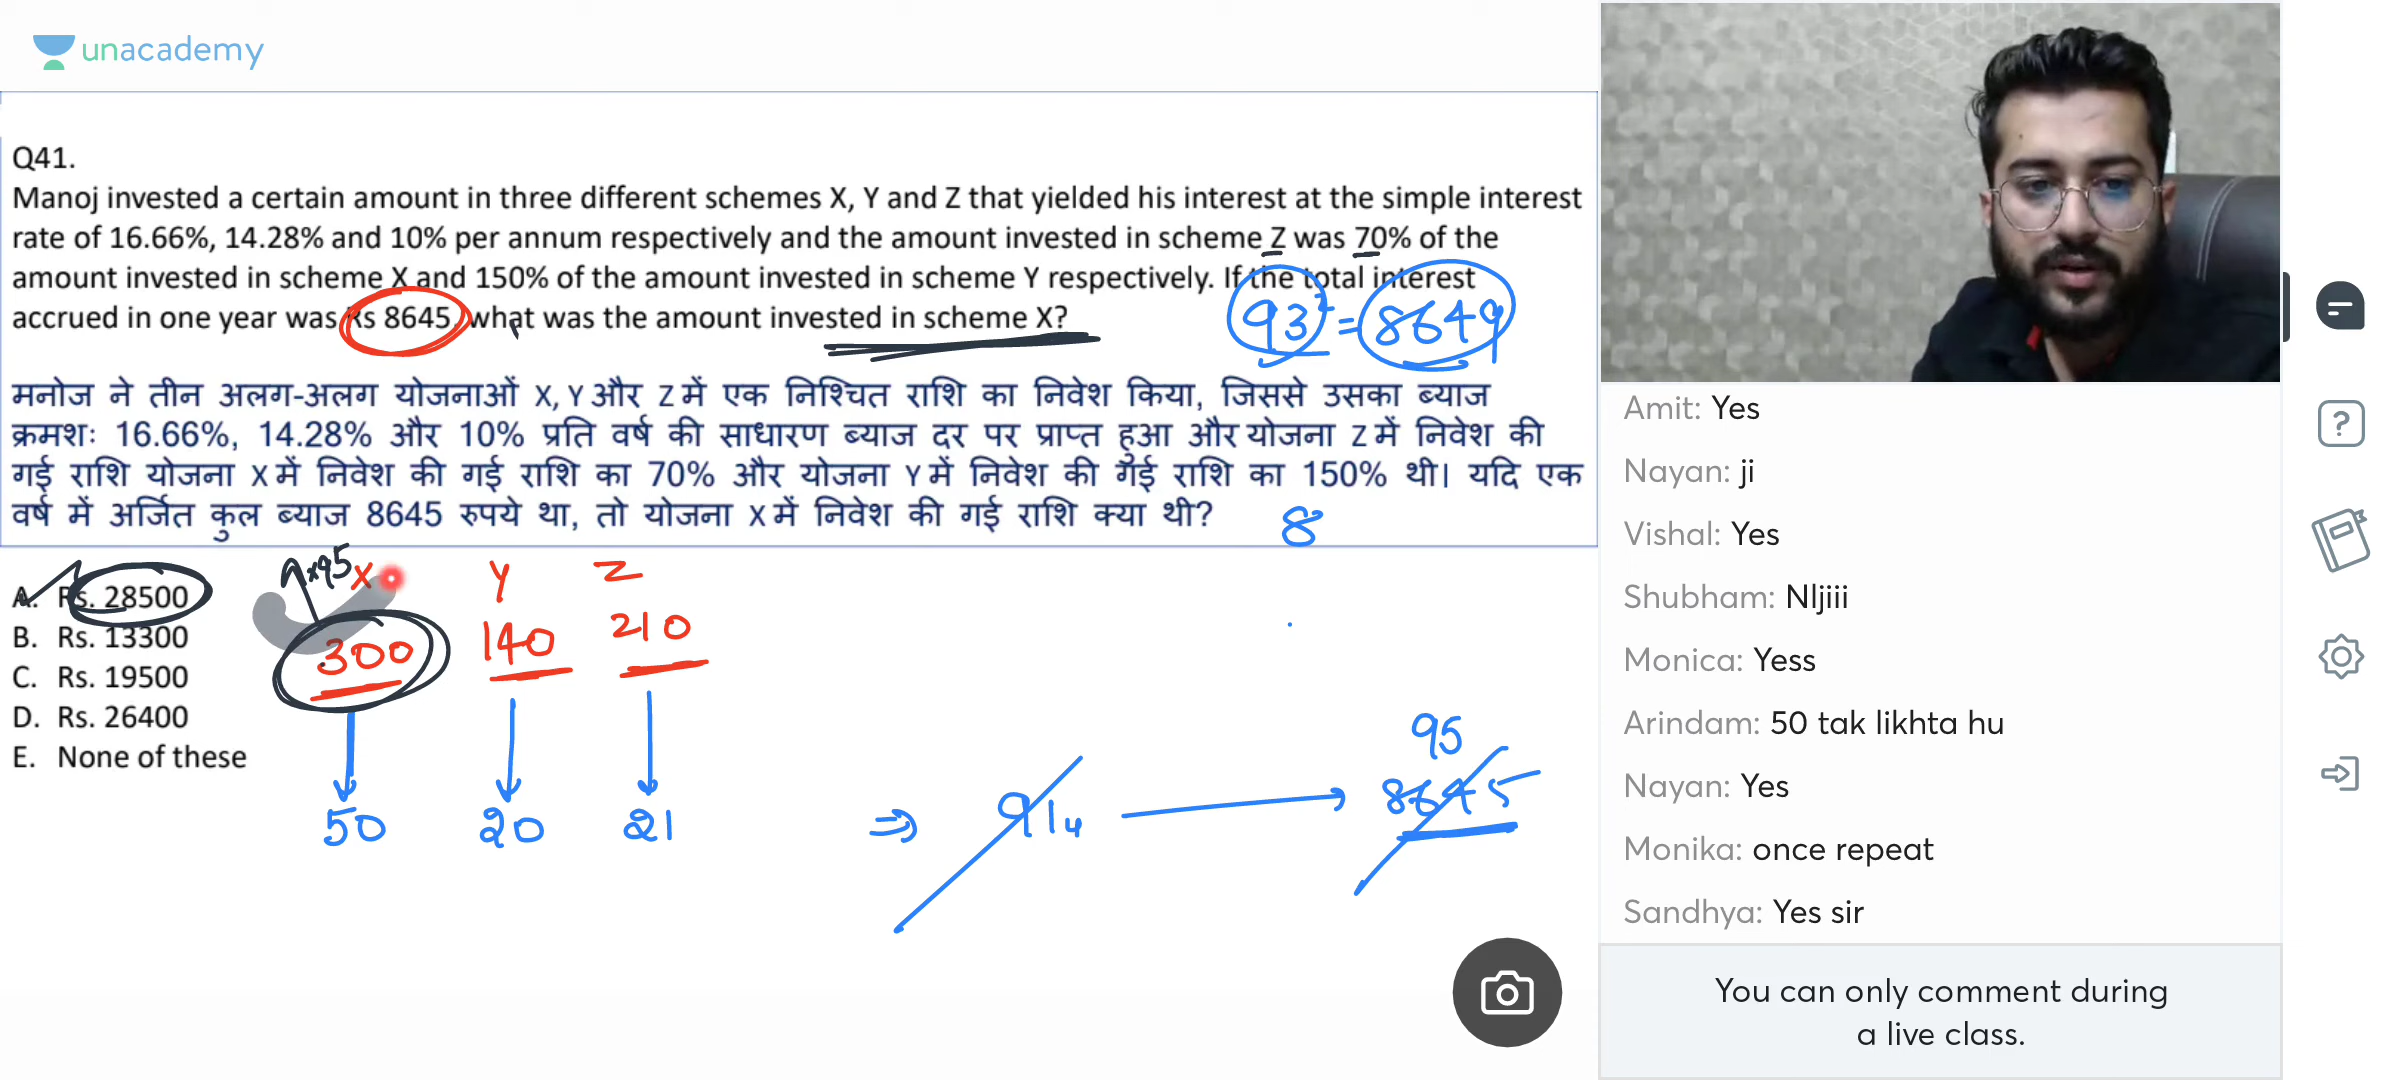 unacademy
Q41.
Manoj invested a certain amount in three different schemes X, Y and Z that yielded his interest at the simple interest
rate of 16.66%, 14.28% and 10% per annum respectively and the amount invested in scheme Z was 70% of the
amount invested in scheme X and 150% of the amount invested in scheme Y respectively. If the total interest
accrued in one year was Rs 8645, what was the amount invested in scheme X?
93² = 8649
मनोज ने तीन अलग-अलग योजनाओं X, Y और Z में एक निश्चित राशि का निवेश किया, जिससे उसका ब्याज
क्रमशः 16.66%, 14.28% और 10% प्रति वर्ष की साधारण ब्याज दर पर प्राप्त हुआ और योजना Z में निवेश की
गई राशि योजना X में निवेश की गई राशि का 70% और योजना Y में निवेश की गई राशि का 150% थी। यदि एक
वर्ष में अर्जित कुल ब्याज 8645 रुपये था, तो योजना X में निवेश की गई राशि क्या थी?
8
A. Rs. 28500
B. Rs. 13300
C. Rs. 19500
D. Rs. 26400
E. None of these
×95
X Y Z
300 140 210
50 20 21 ⇒ 91u → 8645
95
Amit: Yes
Nayan: ji
Vishal: Yes
Shubham: Nljiii
Monica: Yess
Arindam: 50 tak likhta hu
Nayan: Yes
Monika: once repeat
Sandhya: Yes sir
You can only comment during
a live class.